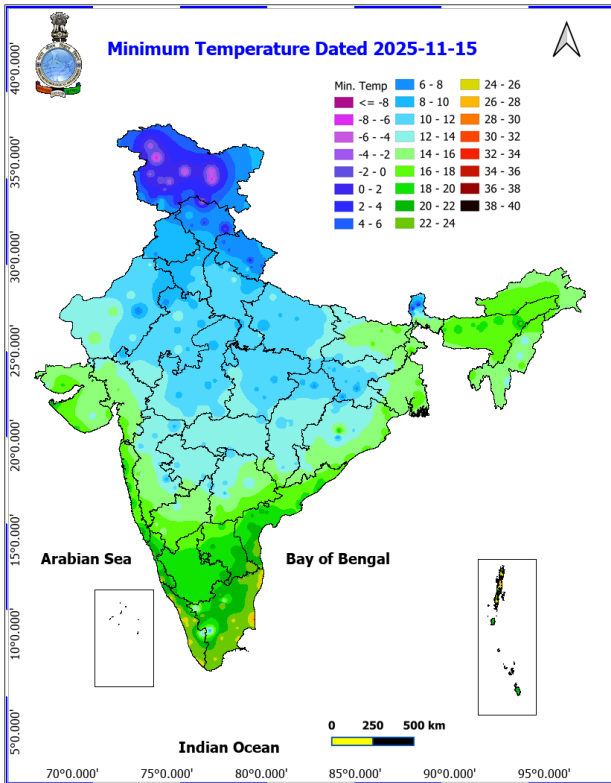 Minimum Temperature Dated 2025-11-15
Min. Temp
<= -8
-8 - -6
-6 - -4
-4 - -2
-2 - 0
0 - 2
2 - 4
4 - 6
6 - 8
8 - 10
10 - 12
12 - 14
14 - 16
16 - 18
18 - 20
20 - 22
22 - 24
24 - 26
26 - 28
28 - 30
30 - 32
32 - 34
34 - 36
36 - 38
38 - 40
40°0.000'
35°0.000'
30°0.000'
25°0.000'
20°0.000'
15°0.000'
10°0.000'
5°0.000'
Arabian Sea
Bay of Bengal
Indian Ocean
0 250 500 km
70°0.000' 75°0.000' 80°0.000' 85°0.000' 90°0.000' 95°0.000'